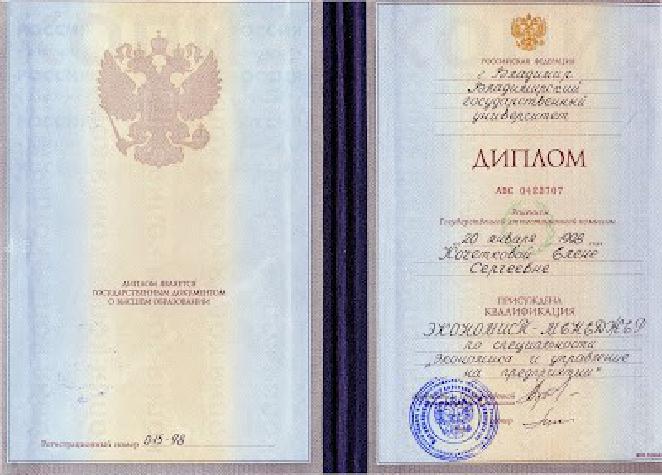 ДИПЛОМ ЯВЛЯЕТСЯ
ГОСУДАРСТВЕННЫМ ДОКУМЕНТОМ
О ВЫСШЕМ ОБРАЗОВАНИИ
Регистрационный номер 015-98
РОССИЙСКАЯ ФЕДЕРАЦИЯ
г. Владимир
Владимирский
государственный
университет
ДИПЛОМ
АВС 0423707
Решением
Государственной аттестационной комиссии
20 января 1998
Кочетковой Елене
Сергеевне
ПРИСУЖДЕНА
КВАЛИФИКАЦИЯ
ЭКОНОМИСТ-МЕНЕДЖЕР
по специальности
„Экономика и управление
на предприятии"